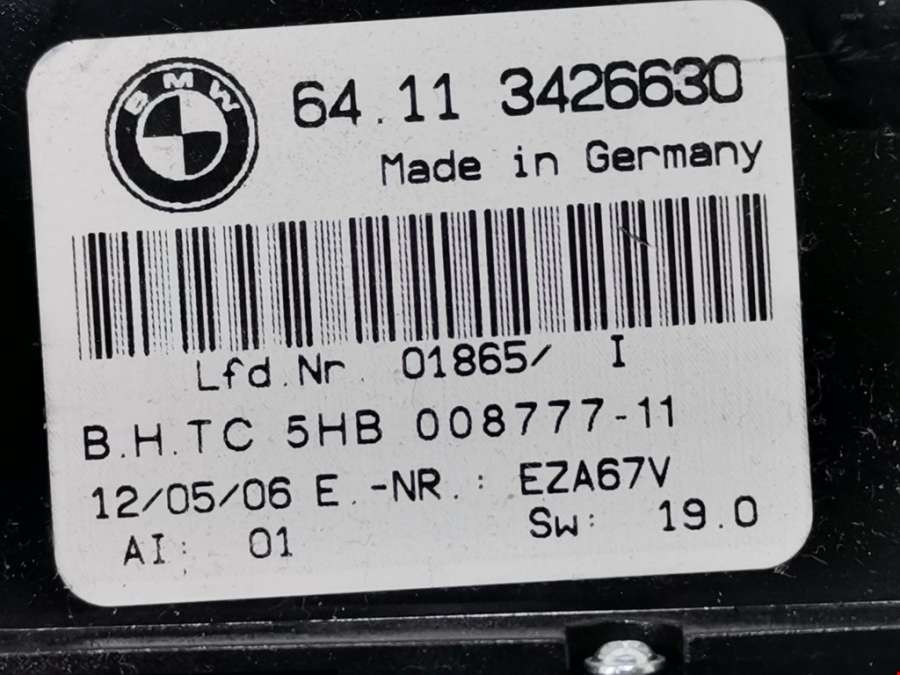 BMW
64.11 3426630
Made in Germany
Lfd.Nr. 01865/ I
B.H.TC 5HB 008777-11
12/05/06 E.-NR.: EZA67V
AI: 01 Sw: 19.0